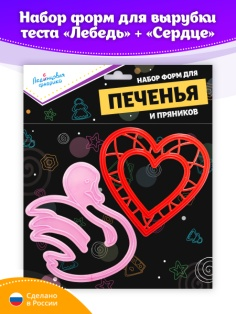 Набор форм для вырубки
теста «Лебедь» + «Сердце»
Леденцовая
фабрика
НАБОР ФОРМ ДЛЯ
ПЕЧЕНЬЯ
И ПРЯНИКОВ
Сделано
в России